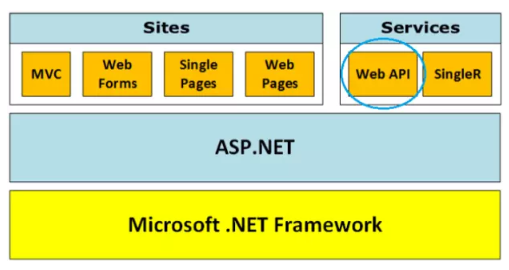 Sites
Services
MVC
Web
Forms
Single
Pages
Web
Pages
Web API
SingleR
ASP.NET
Microsoft .NET Framework